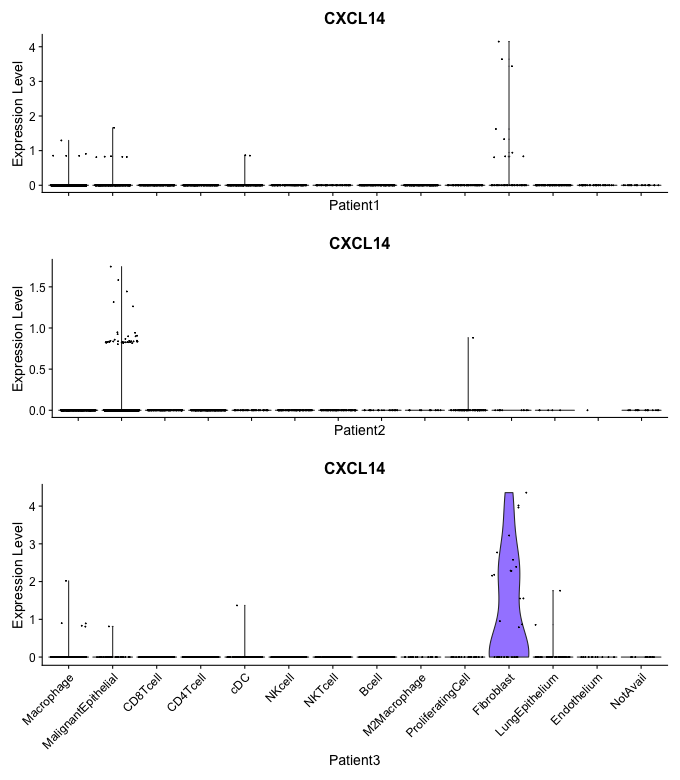 CXCL14
Expression Level
4
3
2
1
0
Patient1
CXCL14
Expression Level
1.5
1.0
0.5
0.0
Patient2
CXCL14
Expression Level
4
3
2
1
0
Macrophage
MalignantEpithelial
CD8Tcell
CD4Tcell
cDC
NKcell
NKTcell
Bcell
M2Macrophage
ProliferatingCell
Fibroblast
LungEpithelium
Endothelium
NotAvail
Patient3